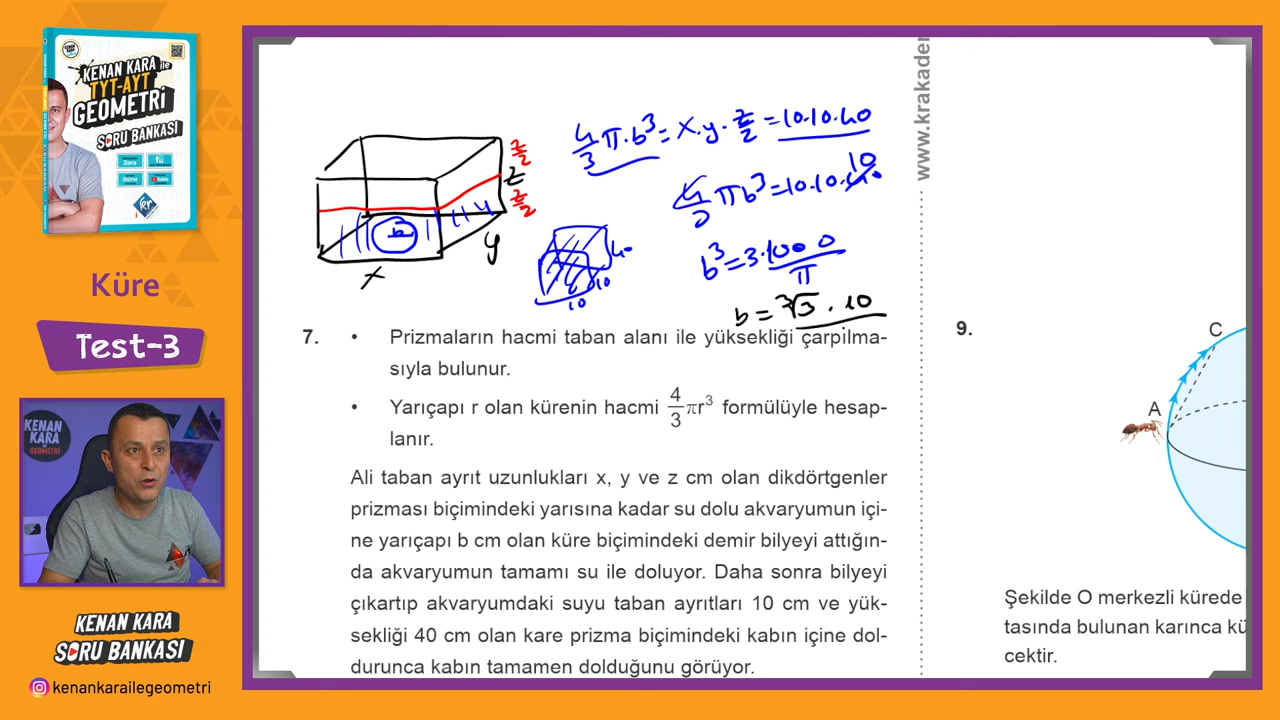 KENAN KARA ile
TYT-AYT
GEOMETRİ
SORU BANKASI
Küre
Test-3
KENAN KARA
SORU BANKASI
kenankarailegeometri
www.krakader
4/3 π.b³ = x.y.z/2 = 10.10.40
z/2
z
z/2
b
x
y
4/3 πb³ = 10.10.40 10
40
10
10
b³ = 3.1000/π
b = ³√3 . 10
7. • Prizmaların hacmi taban alanı ile yüksekliği çarpılma-
sıyla bulunur.
• Yarıçapı r olan kürenin hacmi 4/3 πr³ formülüyle hesap-
lanır.
Ali taban ayrıt uzunlukları x, y ve z cm olan dikdörtgenler
prizması biçimindeki yarısına kadar su dolu akvaryumun içi-
ne yarıçapı b cm olan küre biçimindeki demir bilyeyi attığın-
da akvaryumun tamamı su ile doluyor. Daha sonra bilyeyi
çıkartıp akvaryumdaki suyu taban ayrıtları 10 cm ve yük-
sekliği 40 cm olan kare prizma biçimindeki kabın içine dol-
durunca kabın tamamen dolduğunu görüyor.
9.
C
A
Şekilde O merkezli kürede
tasında bulunan karınca kü
cektir.